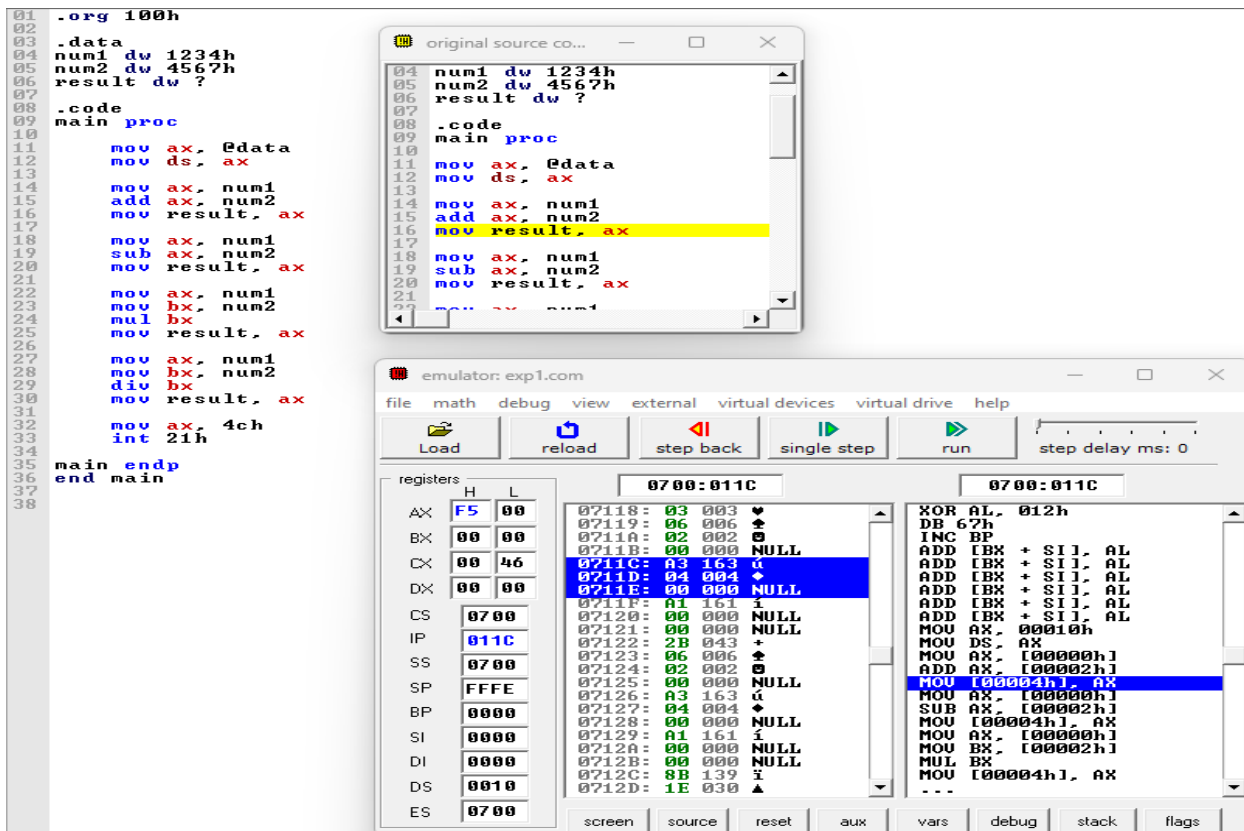 01 .org 100h
02
03 .data
04 num1 dw 1234h
05 num2 dw 4567h
06 result dw ?
07
08 .code
09 main proc
10
11 mov ax, @data
12 mov ds, ax
13
14 mov ax, num1
15 add ax, num2
16 mov result, ax
17
18 mov ax, num1
19 sub ax, num2
20 mov result, ax
21
22 mov ax, num1
23 mov bx, num2
24 mul bx
25 mov result, ax
26
27 mov ax, num1
28 mov bx, num2
29 div bx
30 mov result, ax
31
32 mov ax, 4ch
33 int 21h
34
35 main endp
36 end main
37
38
original source co...
04 num1 dw 1234h
05 num2 dw 4567h
06 result dw ?
07
08 .code
09 main proc
10
11 mov ax, @data
12 mov ds, ax
13
14 mov ax, num1
15 add ax, num2
16 mov result, ax
17
18 mov ax, num1
19 sub ax, num2
20 mov result, ax
21
22 mov ax, num1
emulator: exp1.com
file math debug view external virtual devices virtual drive help
Load reload step back single step run step delay ms: 0
registers
H L
AX F5 00
BX 00 00
CX 00 46
DX 00 00
CS 0700
IP 011C
SS 0700
SP FFFE
BP 0000
SI 0000
DI 0000
DS 0010
ES 0700
0700:011C
07118: 03 003 ♥
07119: 06 006 ♠
0711A: 02 002 ☻
0711B: 00 000 NULL
0711C: A3 163 ú
0711D: 04 004 ♦
0711E: 00 000 NULL
0711F: A1 161 í
07120: 00 000 NULL
07121: 00 000 NULL
07122: 2B 043 +
07123: 06 006 ♠
07124: 02 002 ☻
07125: 00 000 NULL
07126: A3 163 ú
07127: 04 004 ♦
07128: 00 000 NULL
07129: A1 161 í
0712A: 00 000 NULL
0712B: 00 000 NULL
0712C: 8B 139 ï
0712D: 1E 030 ▲
0700:011C
XOR AL, 012h
DB 67h
INC BP
ADD [BX + SI], AL
ADD [BX + SI], AL
ADD [BX + SI], AL
ADD [BX + SI], AL
ADD [BX + SI], AL
MOV AX, 00010h
MOV DS, AX
MOV AX, [00000h]
ADD AX, [00002h]
MOV [00004h], AX
MOV AX, [00000h]
SUB AX, [00002h]
MOV [00004h], AX
MOV AX, [00000h]
MOV BX, [00002h]
MUL BX
MOV [00004h], AX
...
screen source reset aux vars debug stack flags